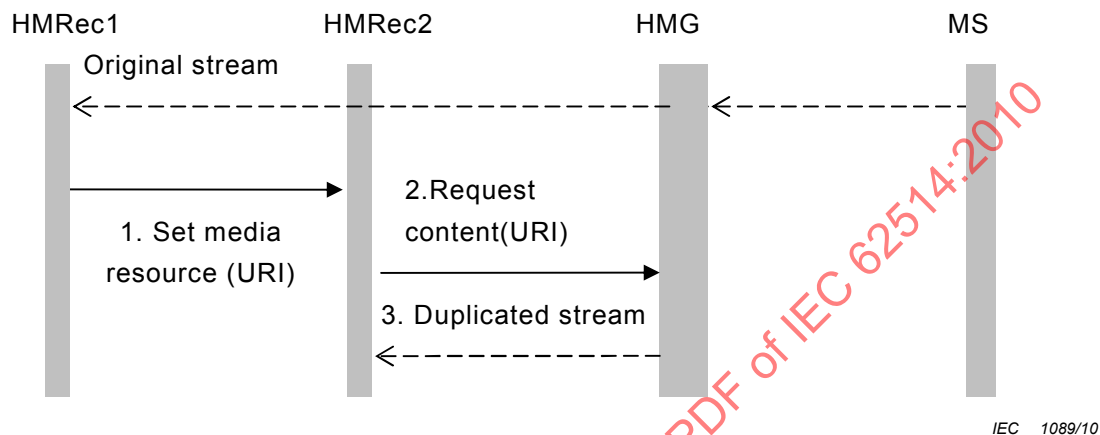 HMRec1 HMRec2 HMG MS
Original stream
1. Set media
resource (URI)
2.Request
content(URI)
3. Duplicated stream
PDF of IEC 62514:2010
IEC 1089/10